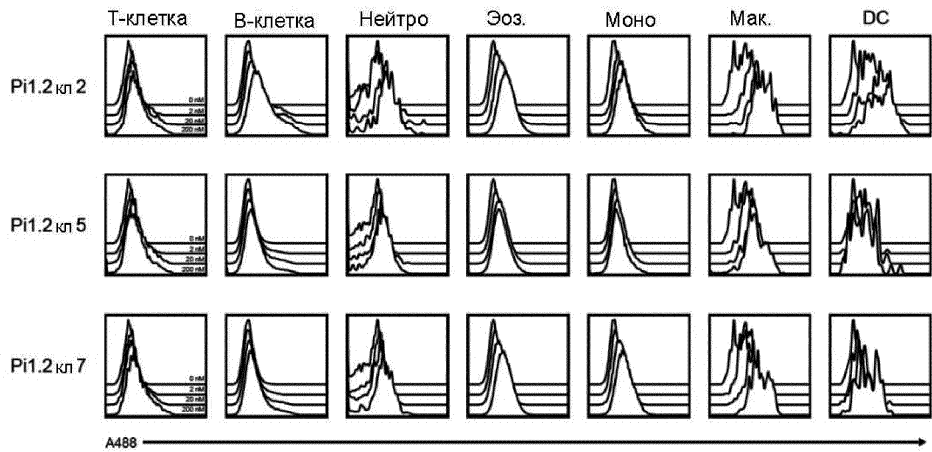 Т-клетка В-клетка Нейтро Эоз. Моно Мак. DC
Pi1.2 кл 2
0 nM
2 nM
20 nM
200 nM
Pi1.2 кл 5
0 nM
2 nM
20 nM
200 nM
Pi1.2 кл 7
0 nM
2 nM
20 nM
200 nM
A488